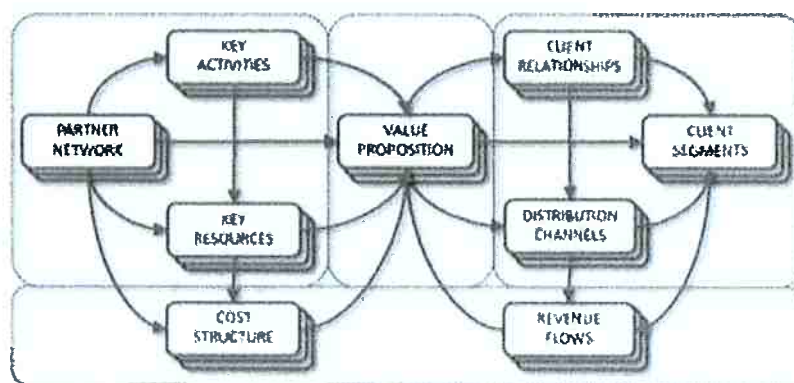 KEY
ACTIVITIES
CLIENT
RELATIONSHIPS
PARTNER
NETWORK
VALUE
PROPOSITION
CLIENT
SEGMENTS
KEY
RESOURCES
DISTRIBUTION
CHANNELS
COST
STRUCTURE
REVENUE
FLOWS